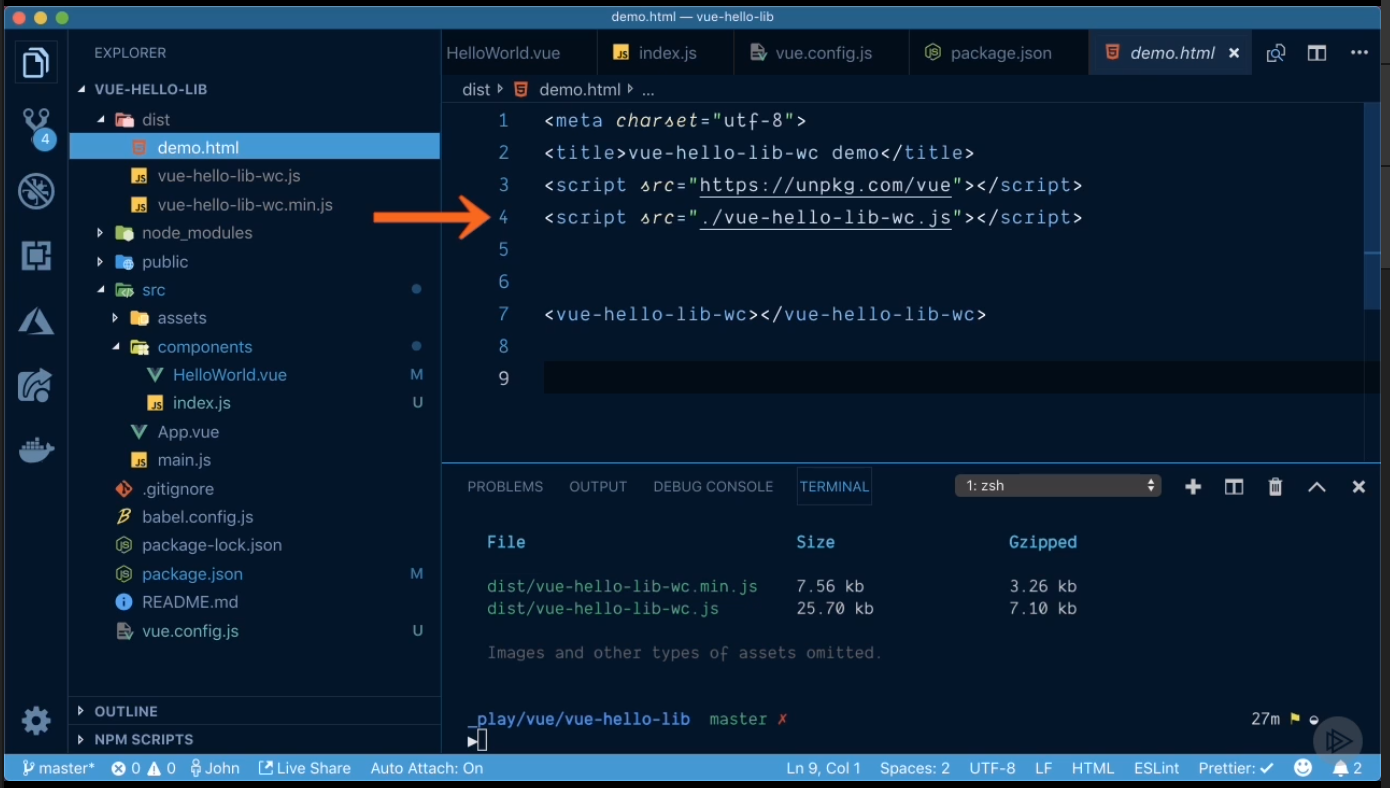 demo.html — vue-hello-lib
EXPLORER
VUE-HELLO-LIB
dist
demo.html
vue-hello-lib-wc.js
vue-hello-lib-wc.min.js
node_modules
public
src
assets
components
HelloWorld.vue M
index.js U
App.vue
main.js
.gitignore
babel.config.js
package-lock.json
package.json M
README.md
vue.config.js U
OUTLINE
NPM SCRIPTS
4
HelloWorld.vue index.js vue.config.js package.json demo.html
dist demo.html ...
1 <meta charset="utf-8">
2 <title>vue-hello-lib-wc demo</title>
3 <script src="https://unpkg.com/vue"></script>
4 <script src="./vue-hello-lib-wc.js"></script>
5
6
7 <vue-hello-lib-wc></vue-hello-lib-wc>
8
9
PROBLEMS OUTPUT DEBUG CONSOLE TERMINAL 1: zsh
File Size Gzipped
dist/vue-hello-lib-wc.min.js 7.56 kb 3.26 kb
dist/vue-hello-lib-wc.js 25.70 kb 7.10 kb
Images and other types of assets omitted.
_play/vue/vue-hello-lib master ✗ 27m
master* 0 0 John Live Share Auto Attach: On Ln 9, Col 1 Spaces: 2 UTF-8 LF HTML ESLint Prettier: ✓ 2